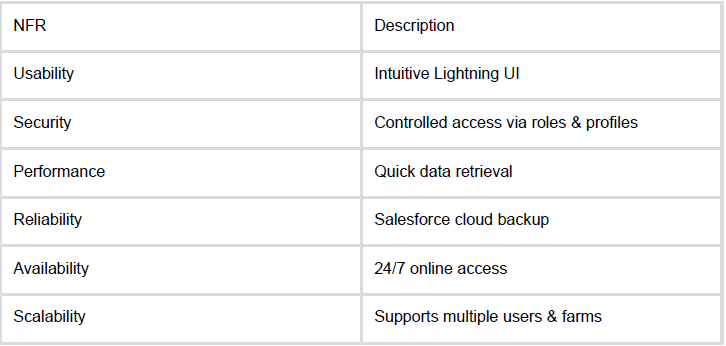 NFR Description
Usability Intuitive Lightning UI
Security Controlled access via roles & profiles
Performance Quick data retrieval
Reliability Salesforce cloud backup
Availability 24/7 online access
Scalability Supports multiple users & farms